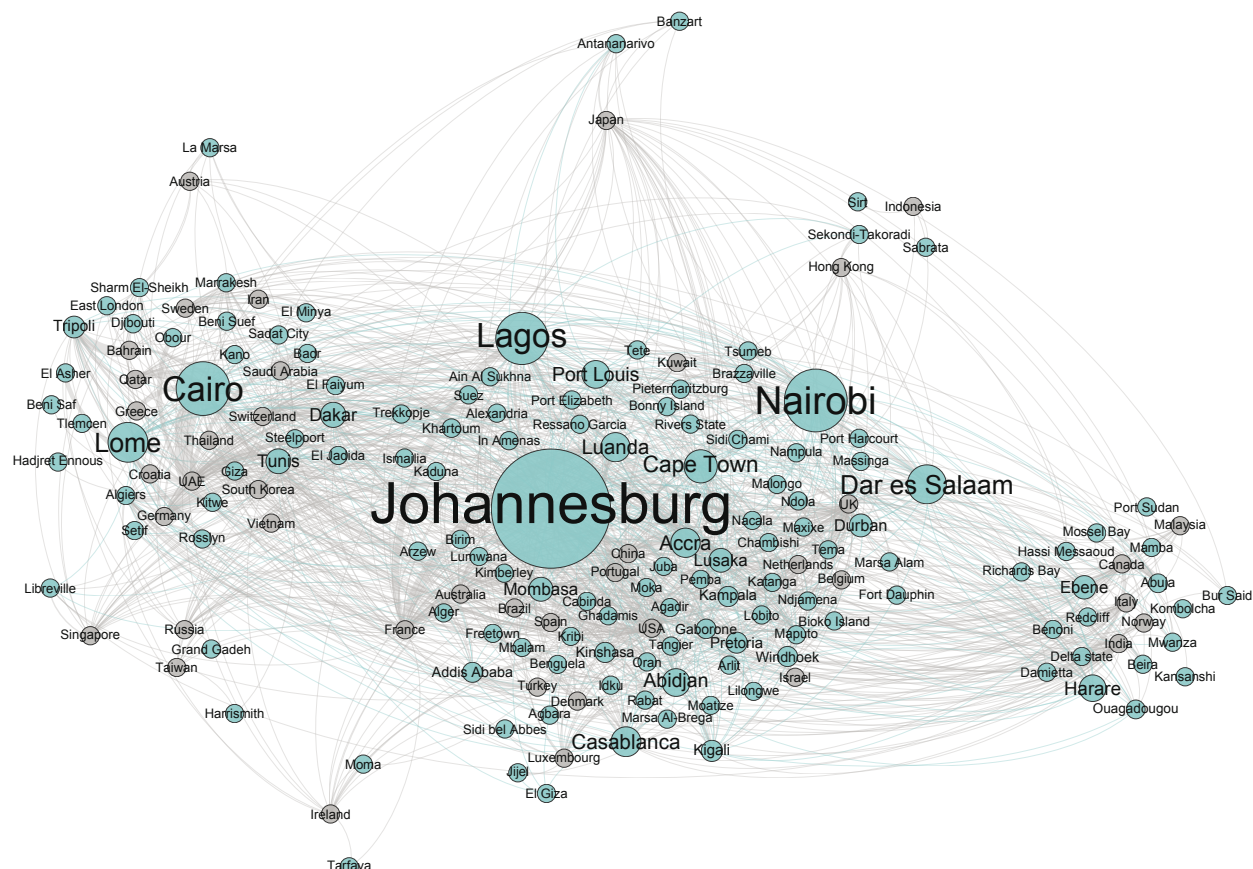 Banzart
Antananarivo
Japan
La Marsa
Austria
Sirt
Indonesia
Sekondi-Takoradi
Sabrata
Hong Kong
Marrakesh
Sharm El-Sheikh
Iran
East London
Sweden
El Minya
Djibouti
Beni Suef
Tripoli
Obour
Sadat City
Lagos
Bahrain
Kano
Badr
Tete
Tsumeb
Kuwait
Saudi Arabia
El Asher
Qatar
Cairo
El Faiyum
Ain Al Sukhna
Port Louis
Brazzaville
Suez
Pietermaritzburg
Beni Saf
Greece
Switzerland
Dakar
Trekkopje
Alexandria
Port Elizabeth
Bonny Island
Nairobi
Tlemcen
Khartoum
Ressano Garcia
Rivers State
Lome
Thailand
Steelpoort
In Amenas
Luanda
Sidi Chami
Port Harcourt
Hadjret Ennous
Croatia
Tunis
El Jadida
Ismailia
Nampula
Massinga
Giza
Kaduna
Cape Town
UAE
South Korea
Malongo
Dar es Salaam
Algiers
Kitwe
Johannesburg
Ndola
UK
Germany
Vietnam
Nacala
Maxixe
Durban
Port Sudan
Setif
Rosslyn
Birim
Accra
Chambishi
Mossel Bay
Malaysia
Arzew
Lumwana
China
Lusaka
Tema
Hassi Messaoud
Mamba
Kimberley
Portugal
Juba
Netherlands
Marsa Alam
Richards Bay
Canada
Libreville
Mombasa
Moka
Pemba
Katanga
Belgium
Ebene
Abuja
Australia
Cabinda
Kampala
Ndjamena
Fort Dauphin
Bur Said
Alger
Brazil
Ghadamis
Agadir
Lobito
Italy
Kombolcha
Spain
Bioko Island
Redcliff
Norway
Singapore
Russia
France
Freetown
Kribi
USA
Gaborone
Maputo
Benoni
Mwanza
Grand Gadeh
Mbalam
Tangier
Pretoria
India
Kinshasa
Windhoek
Delta state
Taiwan
Addis Ababa
Benguela
Oran
Arlit
Damietta
Beira
Israel
Kansanshi
Turkey
Idku
Abidjan
Lilongwe
Harare
Denmark
Rabat
Moatize
Ouagadougou
Harrismith
Agbara
Marsa Al-Brega
Sidi bel Abbes
Casablanca
Kigali
Luxembourg
Moma
Jijel
El Giza
Ireland
Tarfaya